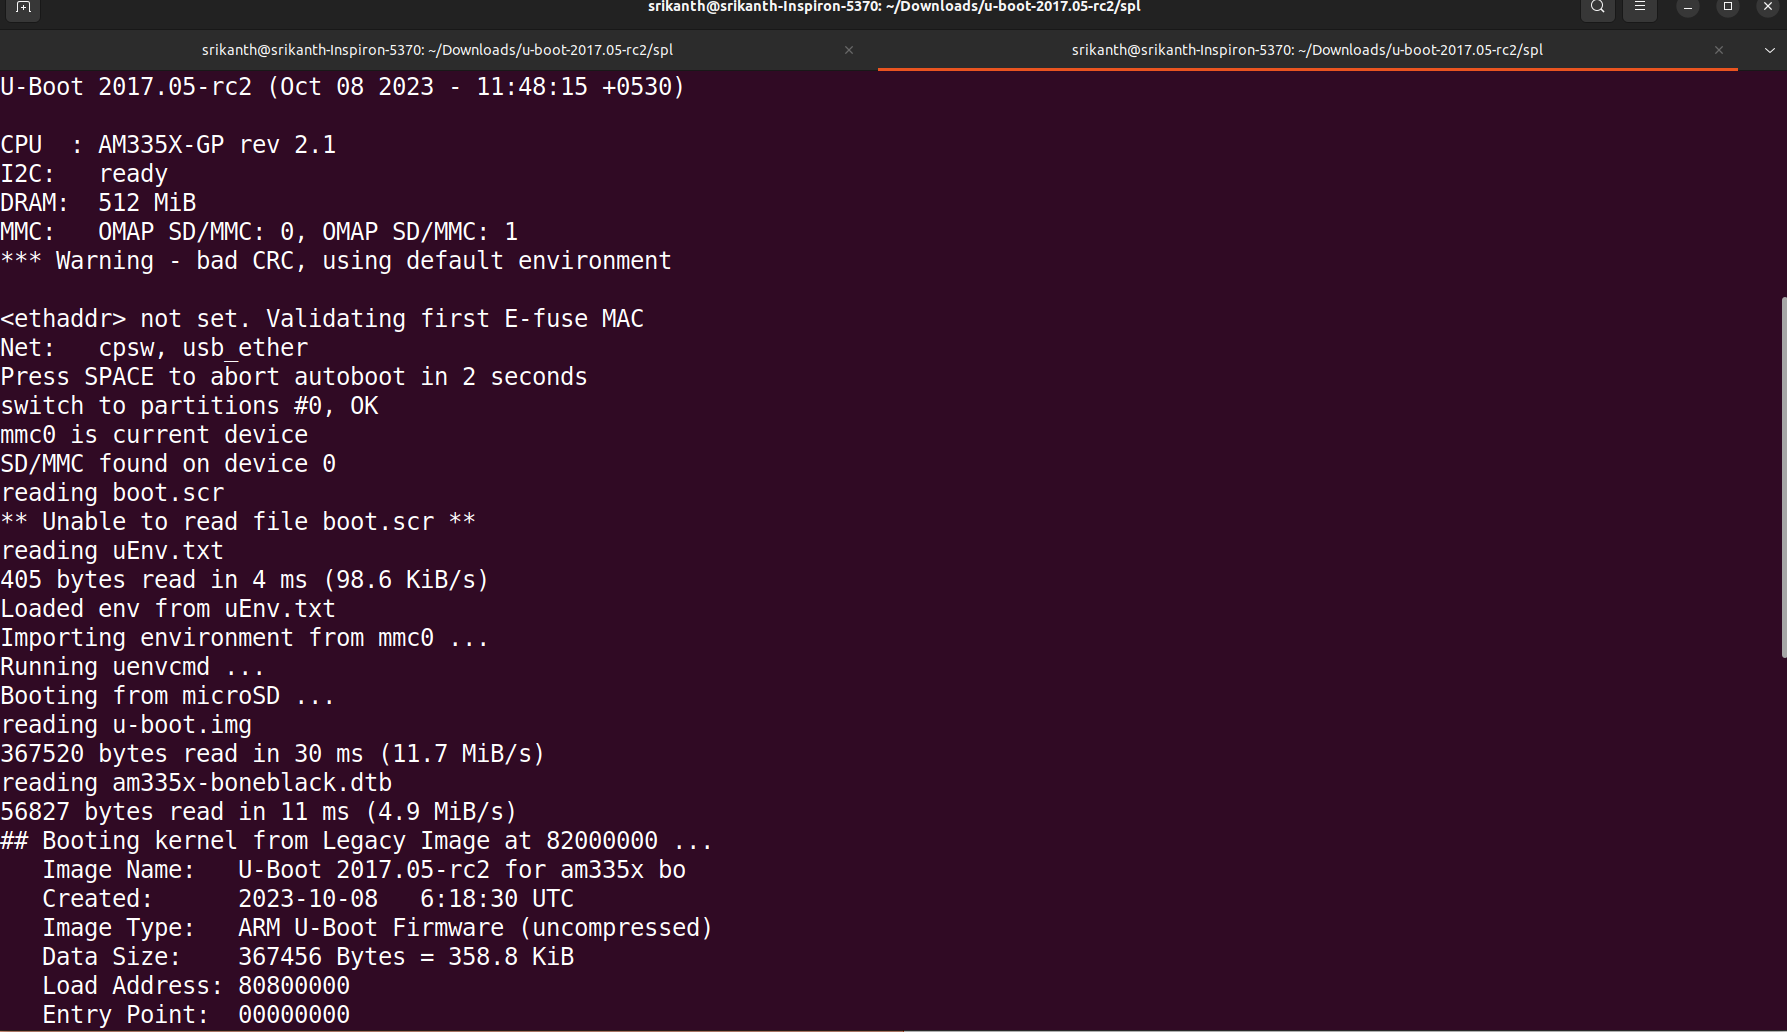 srikanth@srikanth-Inspiron-5370: ~/Downloads/u-boot-2017.05-rc2/spl
srikanth@srikanth-Inspiron-5370: ~/Downloads/u-boot-2017.05-rc2/spl
srikanth@srikanth-Inspiron-5370: ~/Downloads/u-boot-2017.05-rc2/spl
U-Boot 2017.05-rc2 (Oct 08 2023 - 11:48:15 +0530)
CPU  : AM335X-GP rev 2.1
I2C:   ready
DRAM:  512 MiB
MMC:   OMAP SD/MMC: 0, OMAP SD/MMC: 1
*** Warning - bad CRC, using default environment
<ethaddr> not set. Validating first E-fuse MAC
Net:   cpsw, usb_ether
Press SPACE to abort autoboot in 2 seconds
switch to partitions #0, OK
mmc0 is current device
SD/MMC found on device 0
reading boot.scr
** Unable to read file boot.scr **
reading uEnv.txt
405 bytes read in 4 ms (98.6 KiB/s)
Loaded env from uEnv.txt
Importing environment from mmc0 ...
Running uenvcmd ...
Booting from microSD ...
reading u-boot.img
367520 bytes read in 30 ms (11.7 MiB/s)
reading am335x-boneblack.dtb
56827 bytes read in 11 ms (4.9 MiB/s)
## Booting kernel from Legacy Image at 82000000 ...
   Image Name:   U-Boot 2017.05-rc2 for am335x bo
   Created:      2023-10-08   6:18:30 UTC
   Image Type:   ARM U-Boot Firmware (uncompressed)
   Data Size:    367456 Bytes = 358.8 KiB
   Load Address: 80800000
   Entry Point:  00000000